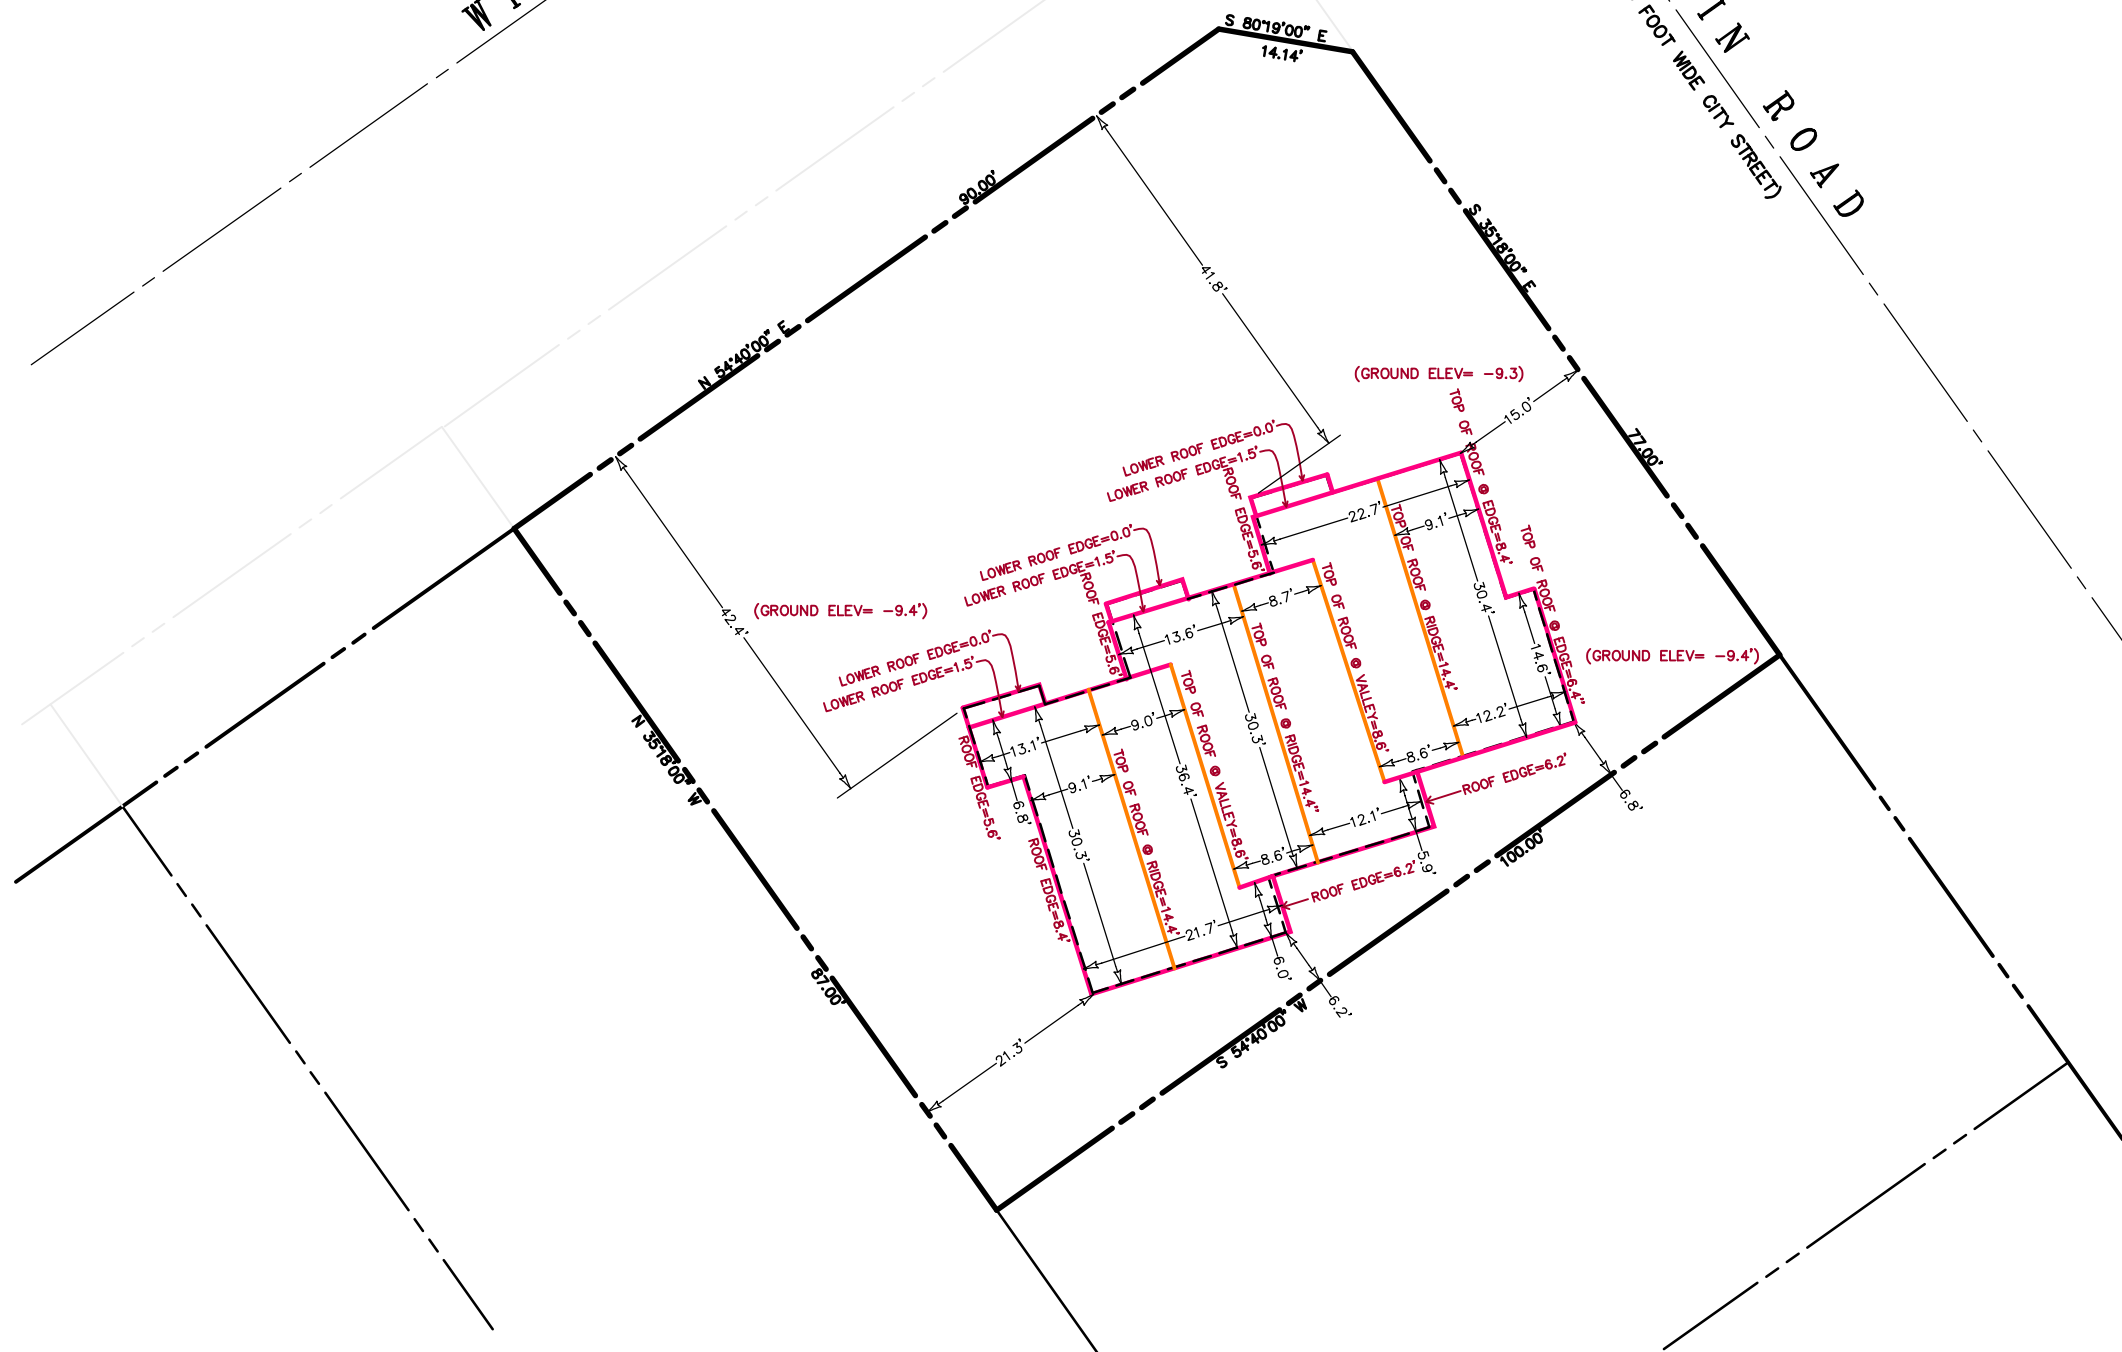 S 80°19'00" E
14.14'
IN ROAD
FOOT WIDE CITY STREET)
90.00'
N 54°40'00" E
S 35°18'00" E
77.00'
41.8'
42.4'
15.0'
(GROUND ELEV= -9.3)
(GROUND ELEV= -9.4')
(GROUND ELEV= -9.4')
LOWER ROOF EDGE=0.0'
LOWER ROOF EDGE=1.5'
ROOF EDGE=5.6'
TOP OF ROOF @ EDGE=8.4'
TOP OF ROOF @ EDGE=6.4"
22.7'
9.1'
TOP OF ROOF @ RIDGE=14.4'
30.4'
14.6'
12.2'
8.6'
LOWER ROOF EDGE=0.0'
LOWER ROOF EDGE=1.5'
ROOF EDGE=5.6'
8.7'
13.6'
TOP OF ROOF @ VALLEY=8.6'
TOP OF ROOF @ RIDGE=14.4"
30.3'
36.4'
12.1'
8.6'
ROOF EDGE=6.2'
5.9'
6.8'
LOWER ROOF EDGE=0.0'
LOWER ROOF EDGE=1.5'
ROOF EDGE=5.6'
13.1'
9.0'
9.1'
6.8'
TOP OF ROOF @ VALLEY=8.6'
TOP OF ROOF @ RIDGE=14.4'
ROOF EDGE=8.4'
30.3'
21.7'
ROOF EDGE=6.2'
6.0'
6.2'
21.3'
N 35°18'00" W
87.00'
100.00'
S 54°40'00" W